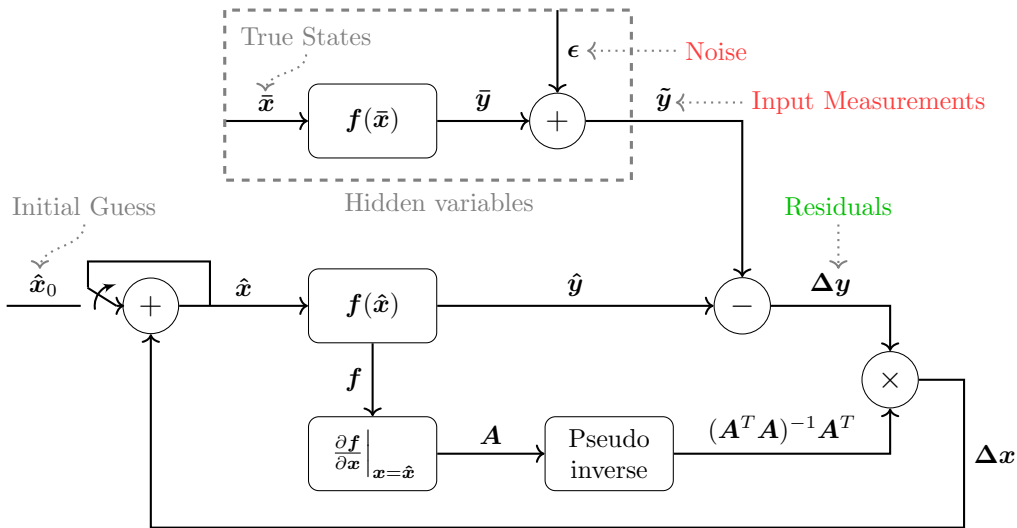 True States
ϵ
Noise
x̄
f(x̄)
ȳ
+
ỹ
Input Measurements
Hidden variables
Initial Guess
Residuals
x̂₀
+
x̂
f(x̂)
ŷ
−
Δy
f
×
∂f/∂x|x=x̂
A
Pseudo
inverse
(AᵀA)⁻¹Aᵀ
Δx